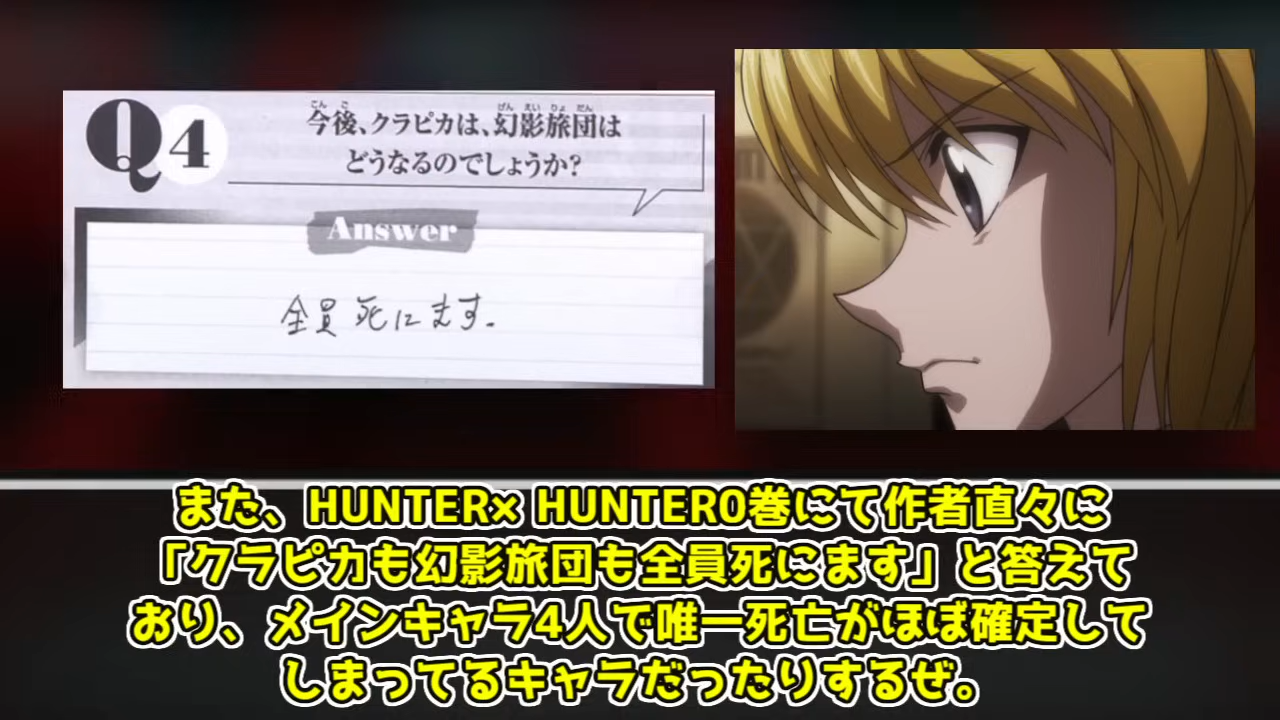 Q4
今後、クラピカは、幻影旅団は
どうなるのでしょうか?
Answer
全員死にます.
また、HUNTER× HUNTER0巻にて作者直々に
「クラピカも幻影旅団も全員死にます」と答えて
おり、メインキャラ4人で唯一死亡がほぼ確定して
しまってるキャラだったりするぜ。